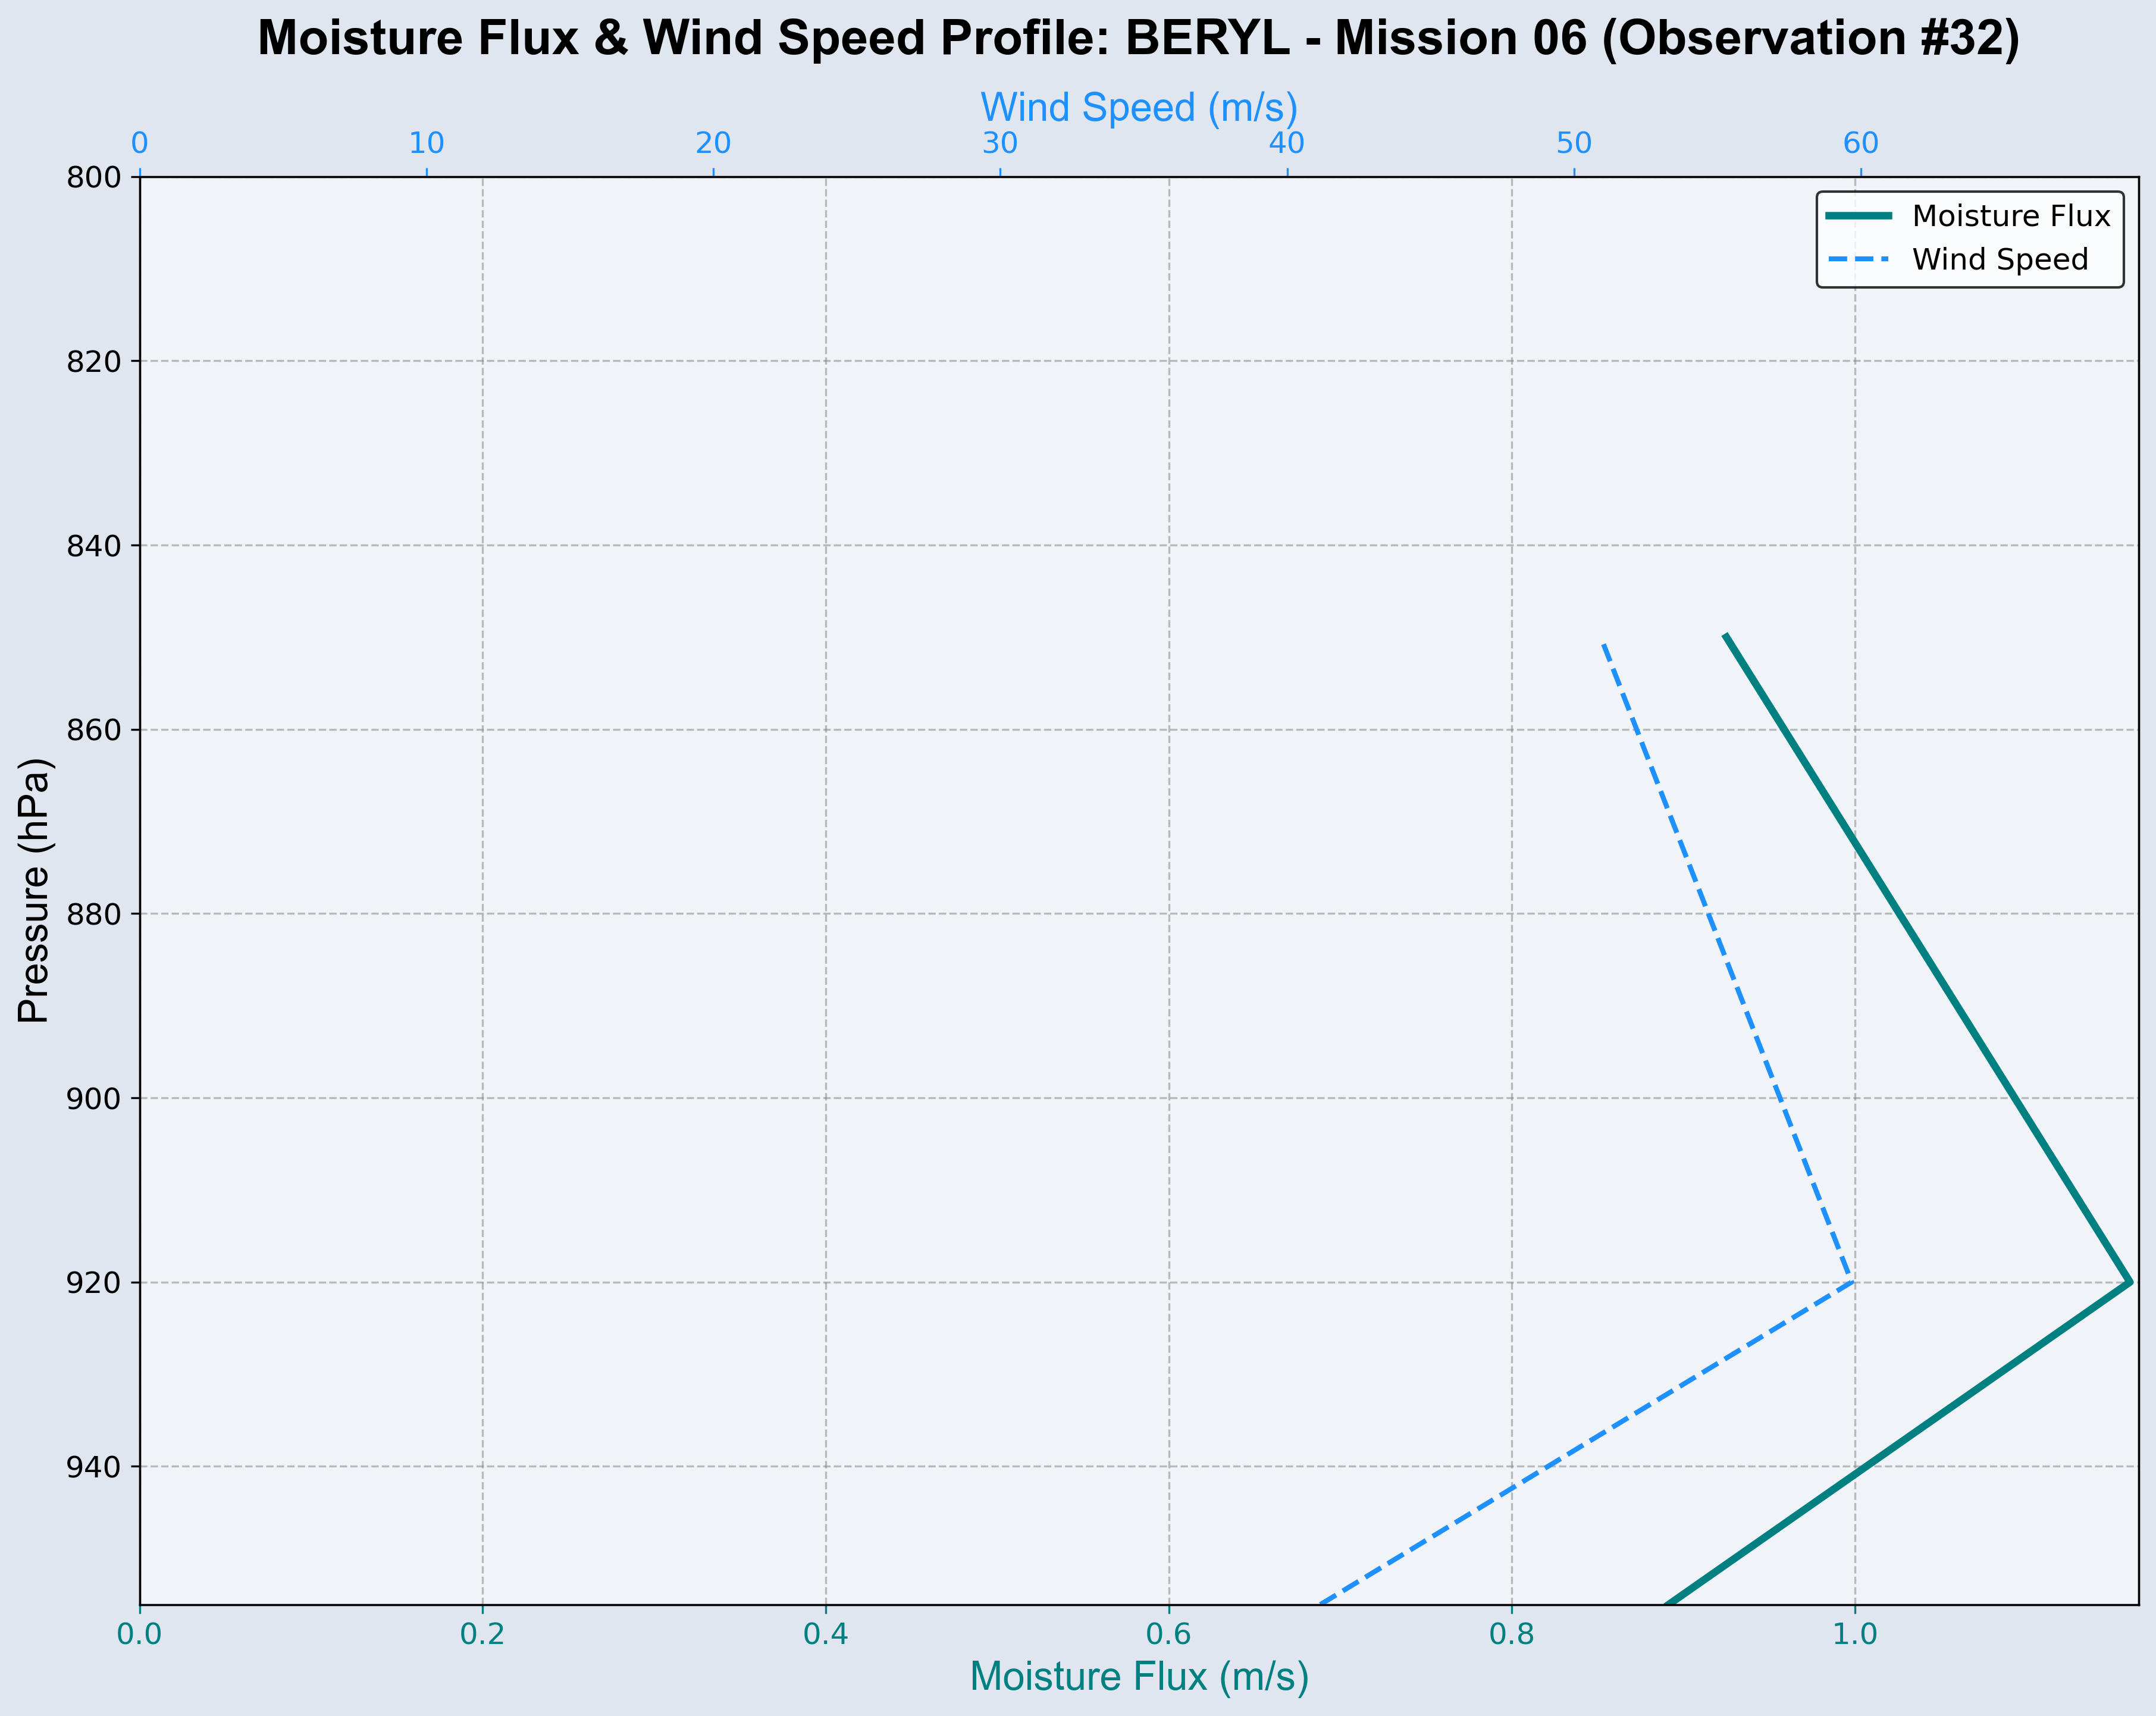 Moisture Flux & Wind Speed Profile: BERYL - Mission 06 (Observation #32)
Wind Speed (m/s)
0 10 20 30 40 50 60
Moisture Flux
Wind Speed
Pressure (hPa)
800
820
840
860
880
900
920
940
0.0 0.2 0.4 0.6 0.8 1.0
Moisture Flux (m/s)